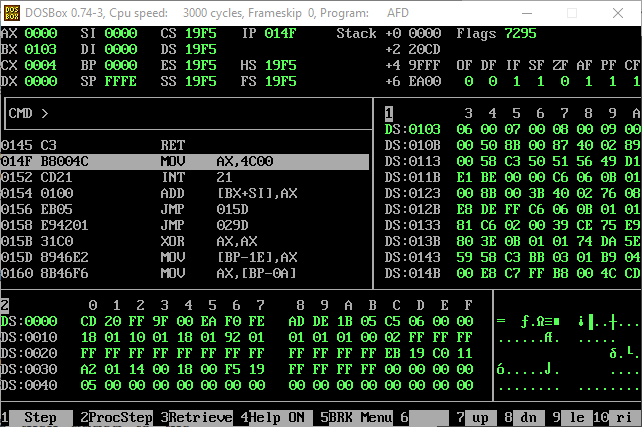 DOSBox 0.74-3, Cpu speed: 3000 cycles, Frameskip 0, Program: AFD
AX 0000 SI 0000 CS 19F5 IP 014F Stack +0 0000 Flags 7295
BX 0103 DI 0000 DS 19F5 +2 20CD
CX 0004 BP 0000 ES 19F5 HS 19F5 +4 9FFF OF DF IF SF ZF AF PF CF
DX 0000 SP FFFE SS 19F5 FS 19F5 +6 EA00 0 0 1 1 0 1 1 1
CMD >
0145 C3 RET
014F B8004C MOV AX,4C00
0152 CD21 INT 21
0154 0100 ADD [BX+SI],AX
0156 EB05 JMP 015D
0158 E94201 JMP 029D
015B 31C0 XOR AX,AX
015D 8946E2 MOV [BP-1E],AX
0160 8B46F6 MOV AX,[BP-0A]
1 3 4 5 6 7 8 9 A
DS:0103 06 00 07 00 08 00 09 00
DS:010B 00 50 8B 00 87 40 02 89
DS:0113 00 58 C3 50 51 56 49 D1
DS:011B E1 BE 00 00 C6 06 0B 01
DS:0123 00 8B 00 3B 40 02 76 08
DS:012B E8 DE FF C6 06 0B 01 01
DS:0133 81 C6 02 00 39 CE 75 E9
DS:013B 80 3E 0B 01 01 74 DA 5E
DS:0143 59 58 C3 BB 03 01 B9 04
DS:014B 00 E8 C7 FF B8 00 4C CD
2 0 1 2 3 4 5 6 7 8 9 A B C D E F
DS:0000 CD 20 FF 9F 00 EA F0 FE AD DE 1B 05 C5 06 00 00
DS:0010 18 01 10 01 18 01 92 01 01 01 01 00 02 FF FF FF
DS:0020 FF FF FF FF FF FF FF FF FF FF FF FF EB 19 C0 11
DS:0030 A2 01 14 00 18 00 F5 19 FF FF FF FF 00 00 00 00
DS:0040 05 00 00 00 00 00 00 00 00 00 00 00 00 00 00 00
1 Step 2 ProcStep 3 Retrieve 4 Help ON 5 BRK Menu 6 7 up 8 dn 9 le 10 ri